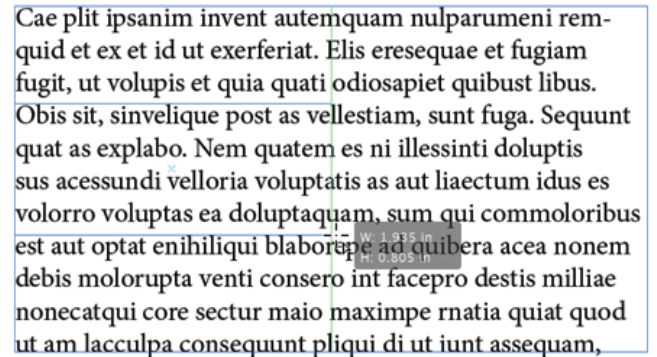 Cae plit ipsanim invent autemquam nulparumeni rem-
quid et ex et id ut exerferiat. Elis eresequae et fugiam
fugit, ut volupis et quia quati odiosapiet quibust libus.
Obis sit, sinvelique post as vellestiam, sunt fuga. Sequunt
quat as explabo. Nem quatem es ni illessinti doluptis
sus acessundi velloria voluptatis as aut liaectum idus es
volorro voluptas ea doluptaquam, sum qui commoloribus
est aut optat enihiliqui blaborupe ad quibera acea nonem
W: 1.935 in
H: 0.805 in
debis molorupta venti consero int facepro destis milliae
nonecatqui core sectur maio maximpe rnatia quiat quod
ut am lacculpa consequunt pliqui di ut iunt assequam,